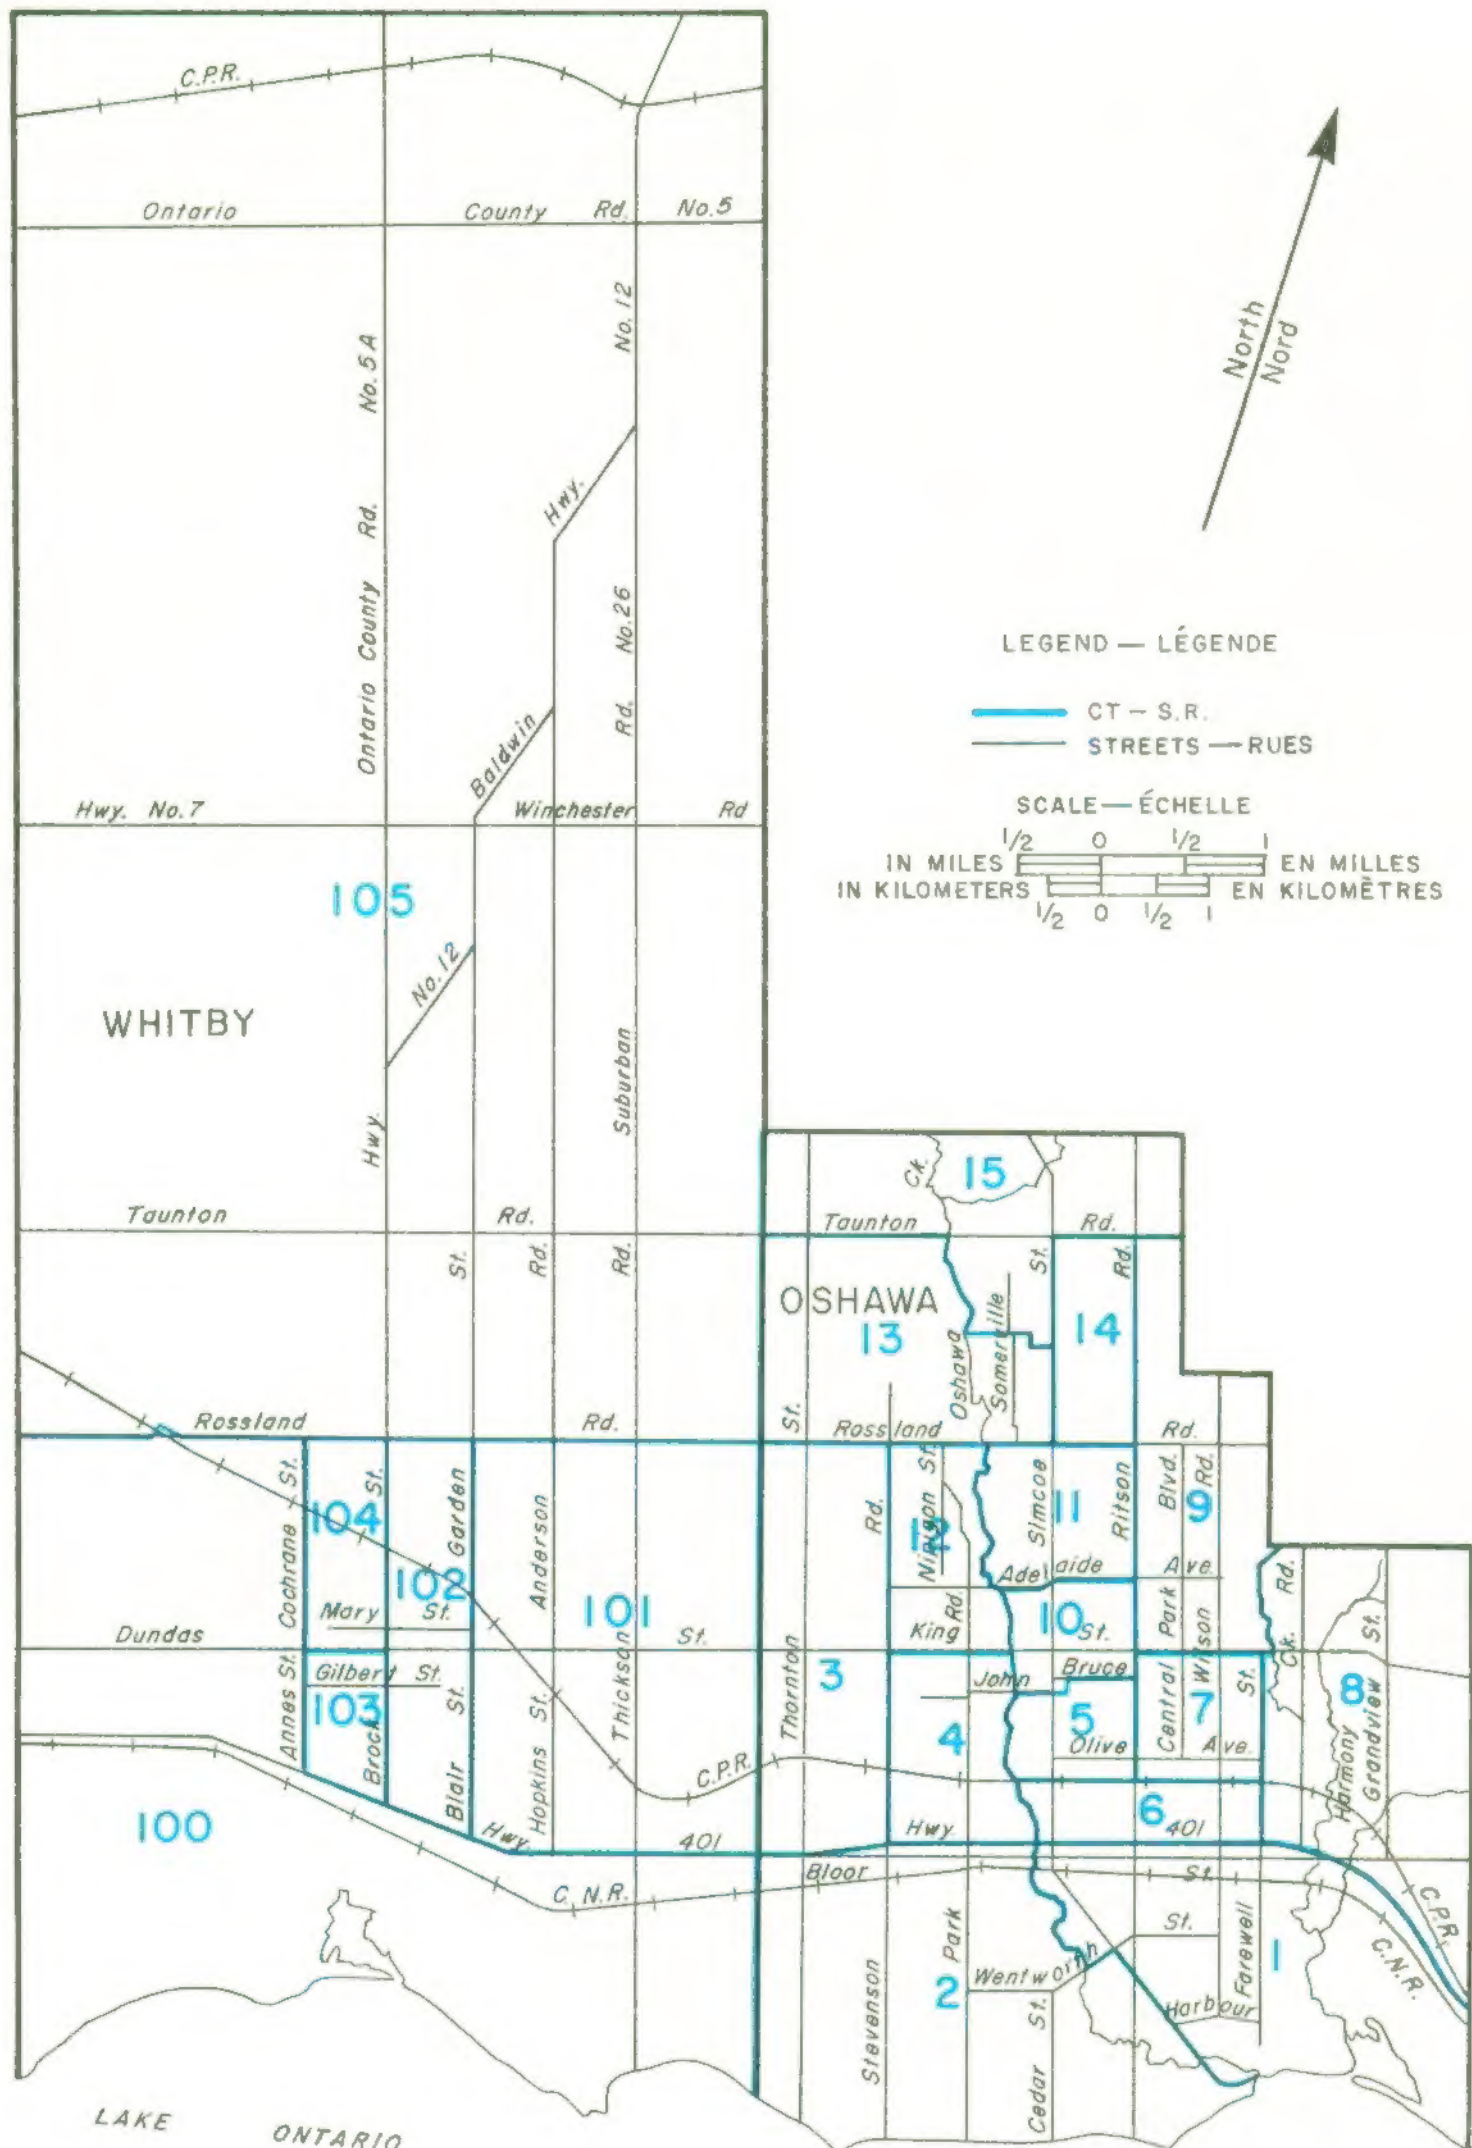 C.P.R.
Ontario County Rd. No.5
Ontario County Rd. No. 5A
Hwy. No. 12
North
Nord
LEGEND — LÉGENDE
CT – S.R.
STREETS — RUES
SCALE — ÉCHELLE
1/2 0 1/2 1
IN MILES EN MILLES
IN KILOMETERS EN KILOMÈTRES
1/2 0 1/2 1
Suburban Rd. No. 26
Baldwin St.
Hwy. No. 7 Winchester Rd
105
Hwy. No. 12
WHITBY
15
Ck.
Taunton Rd.
Taunton Rd.
Rd.
Rd.
St.
Rd.
OSHAWA
13
14
Oshawa
Somerville
Rossland Rd.
Rossland Rd.
St.
Cochrane St.
104
St.
Garden
102
Anderson
101
Rd.
Nipigon St.
12
Simcoe
11
Ritson
Blvd.
Rd.
9
Adelaide Ave.
Mary St.
Dundas St.
King St.
Rd.
10
Park
Wilson
Ck.
Rd.
St.
Gilbert St.
103
Annes St.
Brock
Blair St.
Hopkins St.
Thickson
Thornton
3
John Bruce
4
5
Central
7
St.
8
Olive Ave.
Harmony
Grandview
C.P.R.
6
100
Hwy. 401
Hwy. 401
Bloor St.
C.N.R.
C.P.R.
C.N.R.
Stevenson
Park
2
Wentworth St.
Farewell
1
Harbour
Cedar St.
LAKE ONTARIO